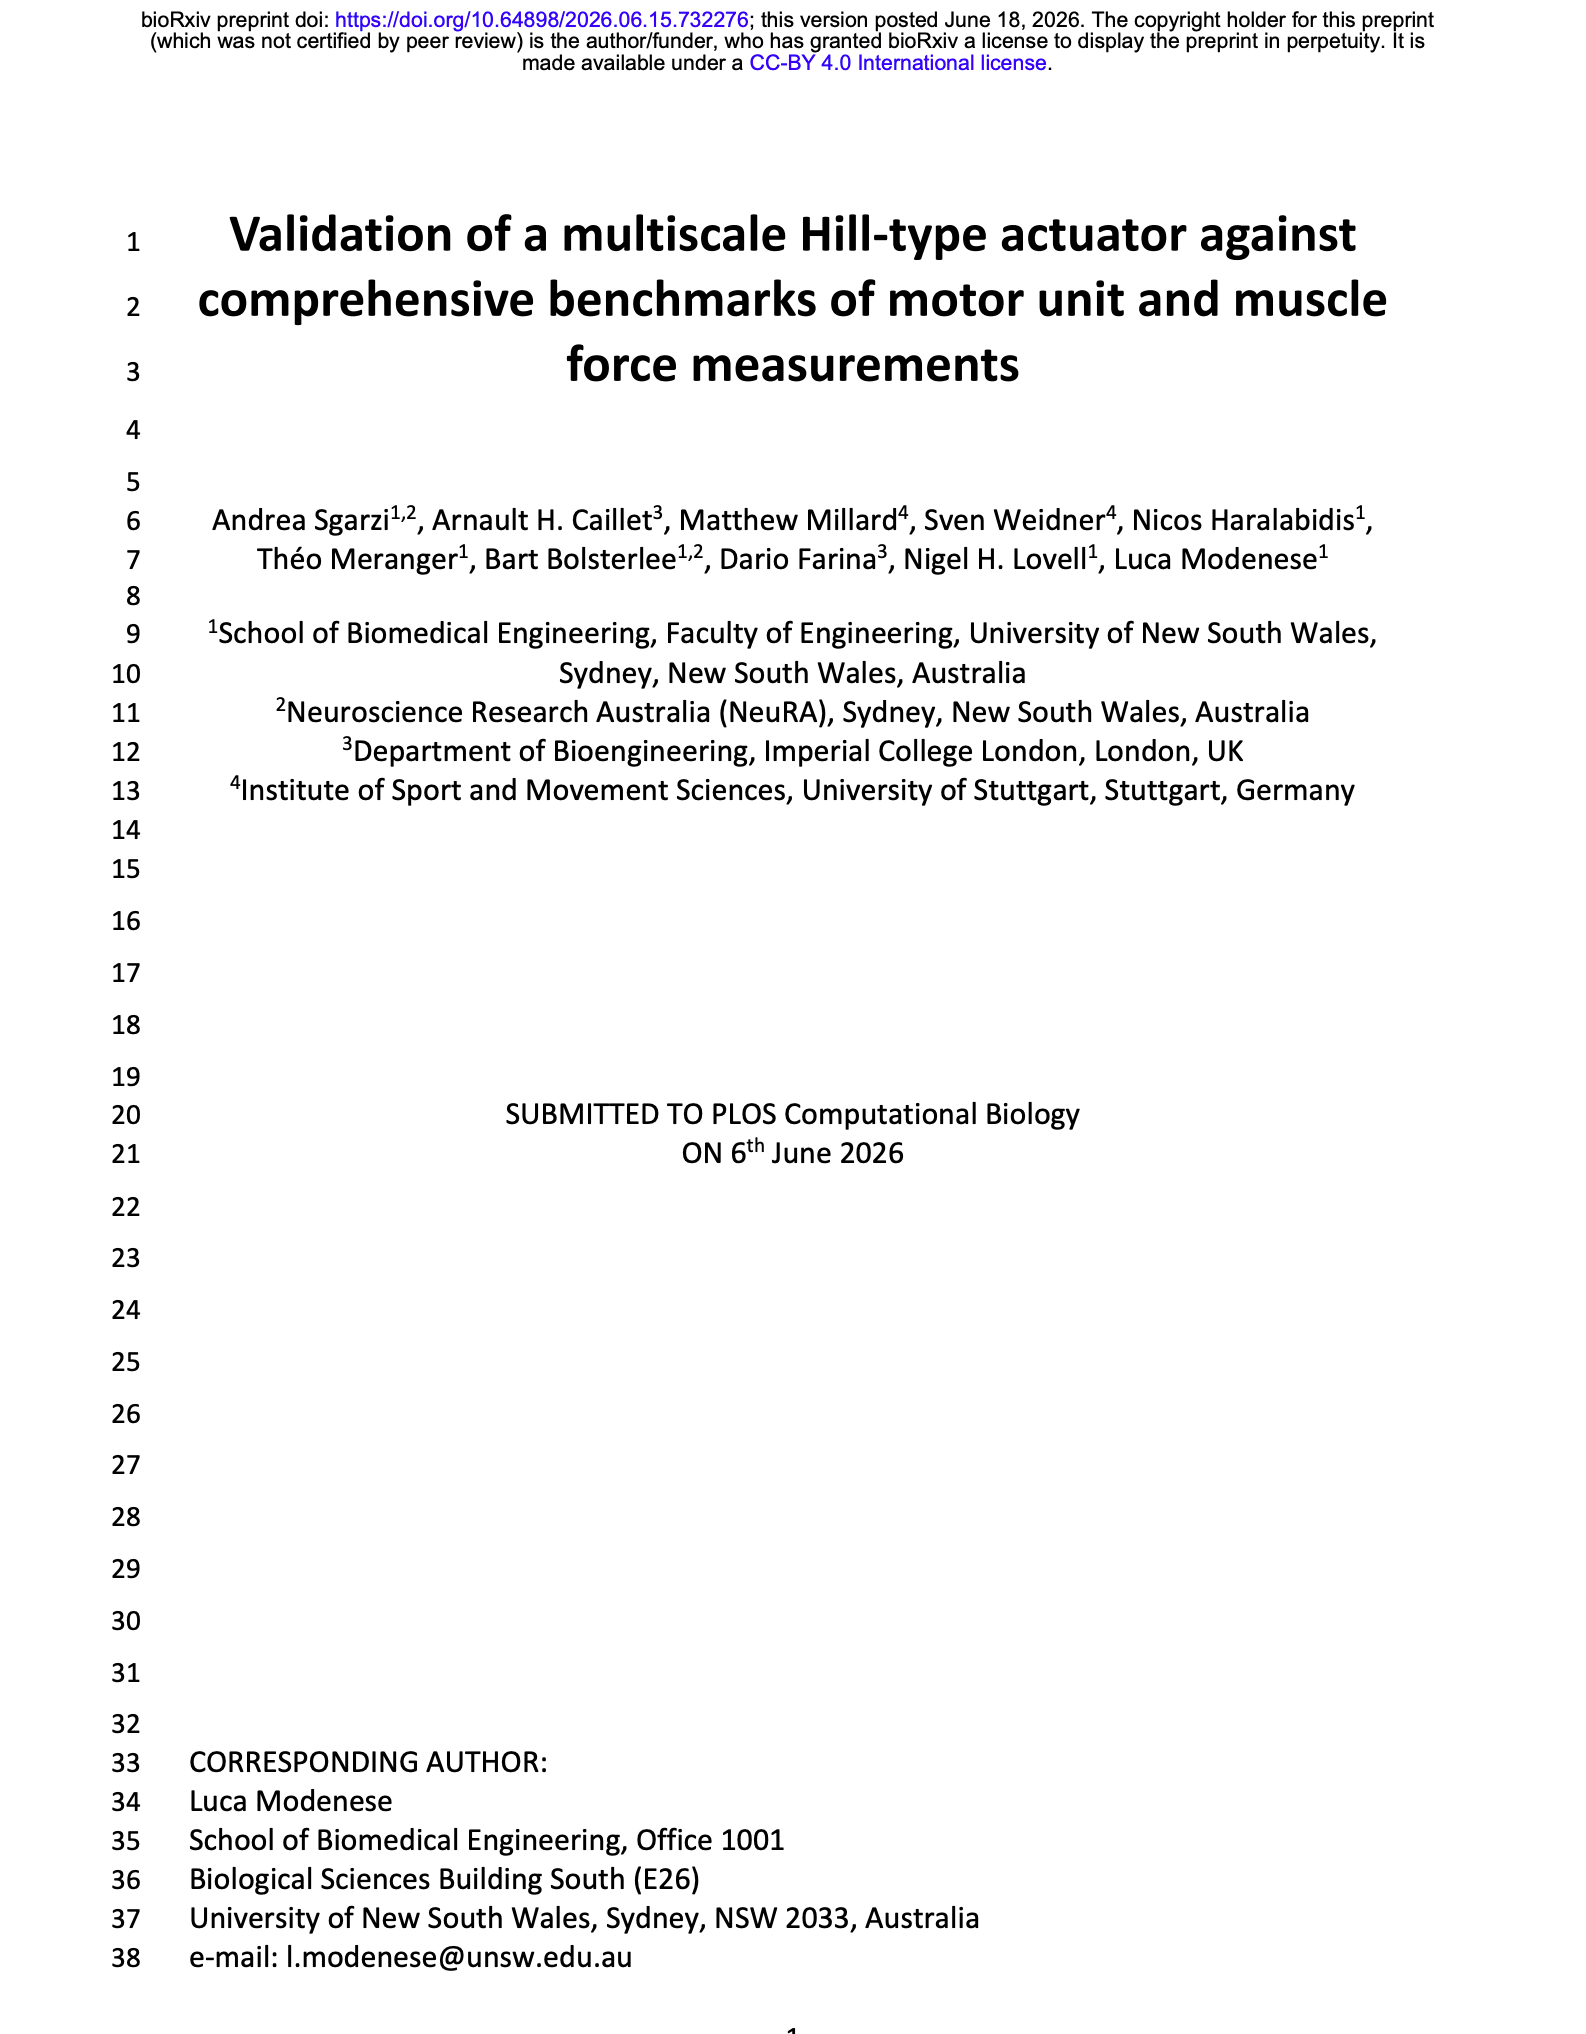 bioRxiv preprint doi: https://doi.org/10.64898/2026.06.15.732276; this version posted June 18, 2026. The copyright holder for this preprint
(which was not certified by peer review) is the author/funder, who has granted bioRxiv a license to display the preprint in perpetuity. It is
made available under a CC-BY 4.0 International license.
1 Validation of a multiscale Hill-type actuator against
2 comprehensive benchmarks of motor unit and muscle
3 force measurements
4
5
6 Andrea Sgarzi1,2, Arnault H. Caillet3, Matthew Millard4, Sven Weidner4, Nicos Haralabidis1,
7 Théo Meranger1, Bart Bolsterlee1,2, Dario Farina3, Nigel H. Lovell1, Luca Modenese1
8
9 1School of Biomedical Engineering, Faculty of Engineering, University of New South Wales,
10 Sydney, New South Wales, Australia
11 2Neuroscience Research Australia (NeuRA), Sydney, New South Wales, Australia
12 3Department of Bioengineering, Imperial College London, London, UK
13 4Institute of Sport and Movement Sciences, University of Stuttgart, Stuttgart, Germany
14
15
16
17
18
19
20 SUBMITTED TO PLOS Computational Biology
21 ON 6th June 2026
22
23
24
25
26
27
28
29
30
31
32
33 CORRESPONDING AUTHOR:
34 Luca Modenese
35 School of Biomedical Engineering, Office 1001
36 Biological Sciences Building South (E26)
37 University of New South Wales, Sydney, NSW 2033, Australia
38 e-mail: l.modenese@unsw.edu.au
1